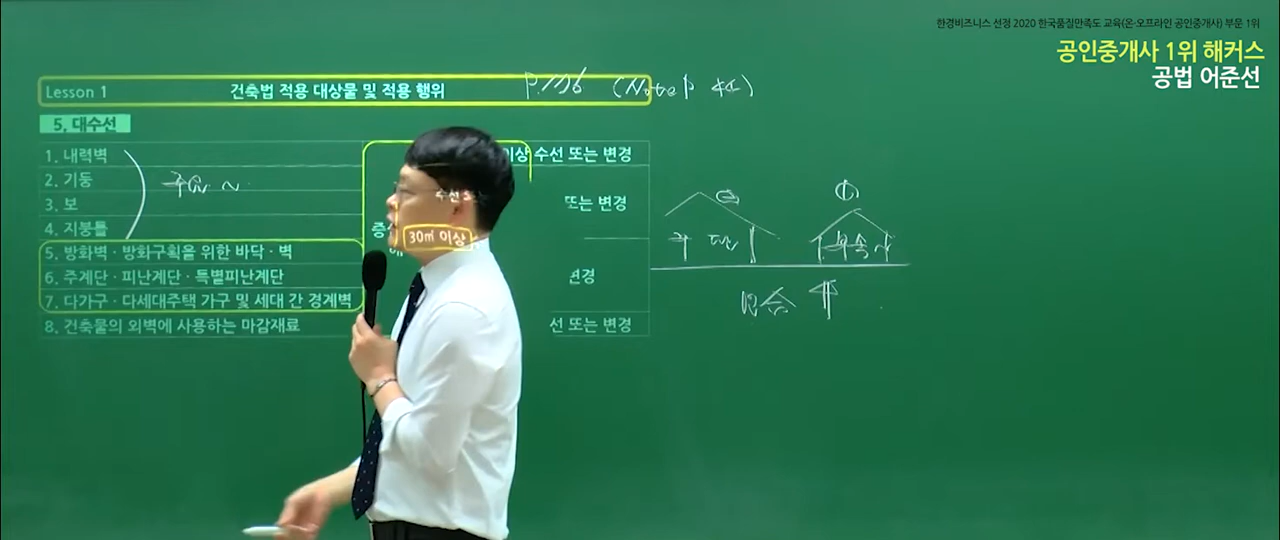 한경비즈니스 선정 2020 한국품질만족도 교육(온·오프라인 공인중개사) 부문 1위
공인중개사 1위 해커스
공법 어준선
Lesson 1 건축법 적용 대상물 및 적용 행위
5. 대수선
1. 내력벽 이상 수선 또는 변경
2. 기둥
3. 보 또는 변경
4. 지붕틀 증
30㎡ 이상
5. 방화벽·방화구획을 위한 바닥·벽
6. 주계단·피난계단·특별피난계단 변경
7. 다가구·다세대주택 가구 및 세대 간 경계벽
8. 건축물의 외벽에 사용하는 마감재료 선 또는 변경
② ①
부속